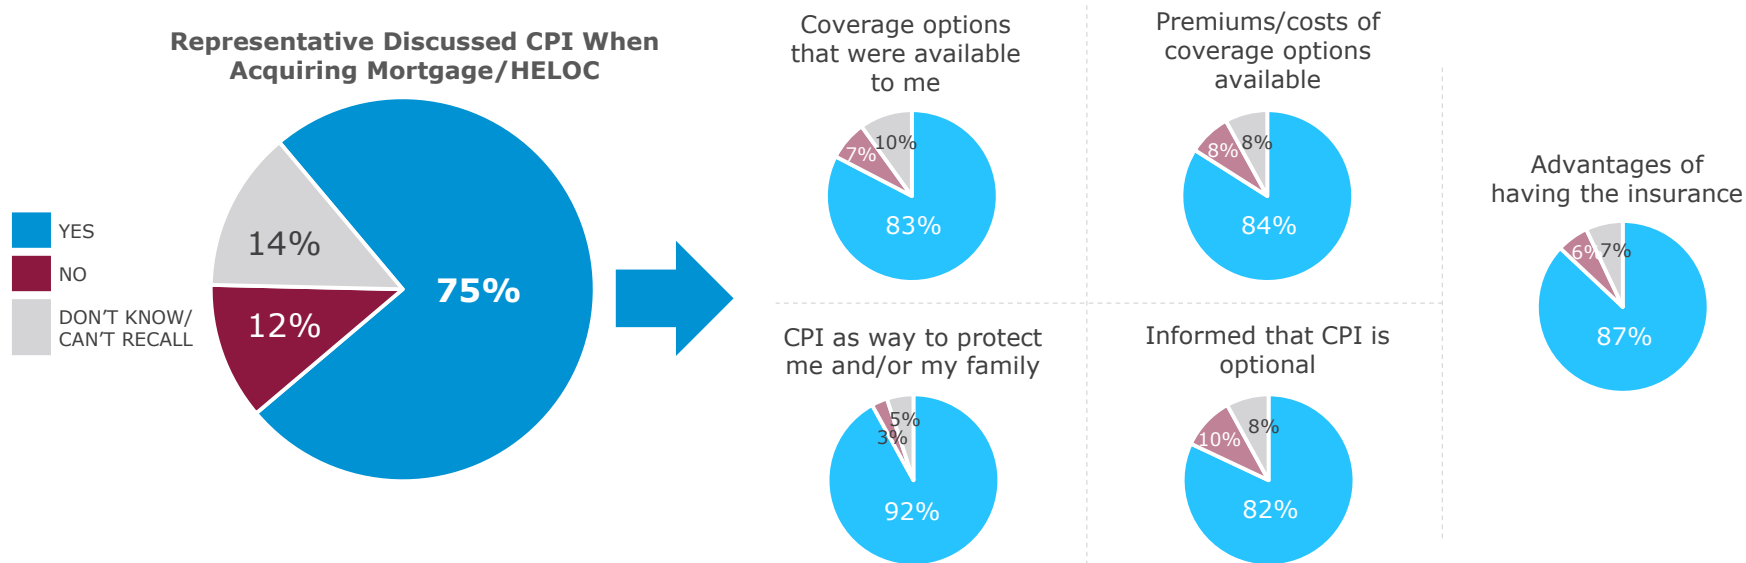 Representative Discussed CPI When
Acquiring Mortgage/HELOC
YES
NO
DON’T KNOW/
CAN’T RECALL
14%
12%
75%
Coverage options
that were available
to me
7%
10%
83%
Premiums/costs of
coverage options
available
8%
8%
84%
CPI as way to protect
me and/or my family
5%
3%
92%
Informed that CPI is
optional
10%
8%
82%
Advantages of
having the insurance
6%
7%
87%